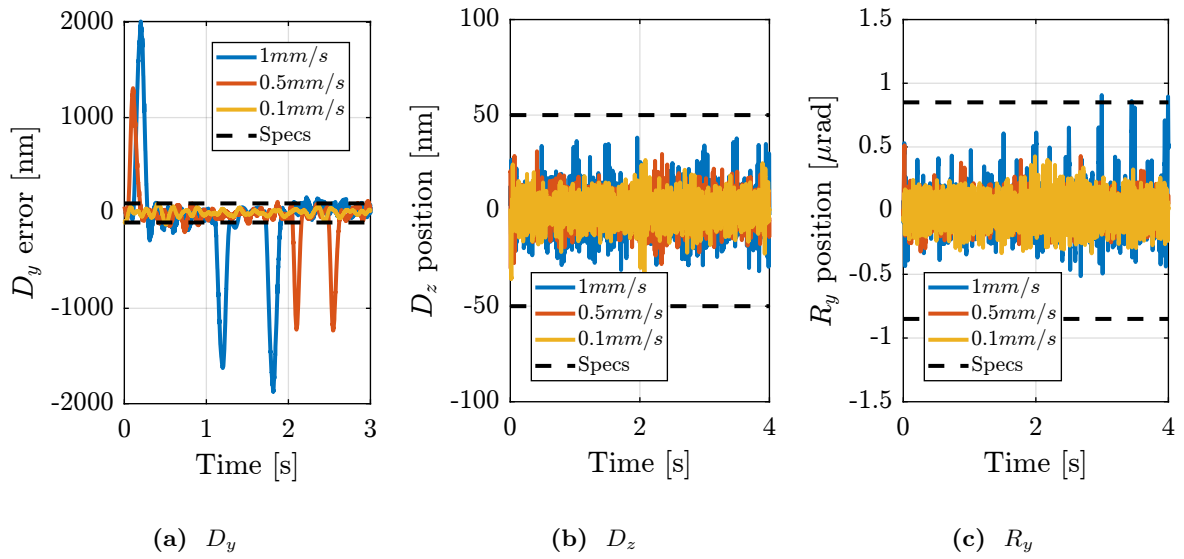 2000
1000
0
-1000
-2000
D_y error [nm]
1mm/s
0.5mm/s
0.1mm/s
Specs
0
1
2
3
Time [s]
(a) D_y
100
50
0
-50
-100
D_z position [nm]
1mm/s
0.5mm/s
0.1mm/s
Specs
0
2
4
Time [s]
(b) D_z
1.5
1
0.5
0
-0.5
-1
-1.5
R_y position [μrad]
1mm/s
0.5mm/s
0.1mm/s
Specs
0
2
4
Time [s]
(c) R_y